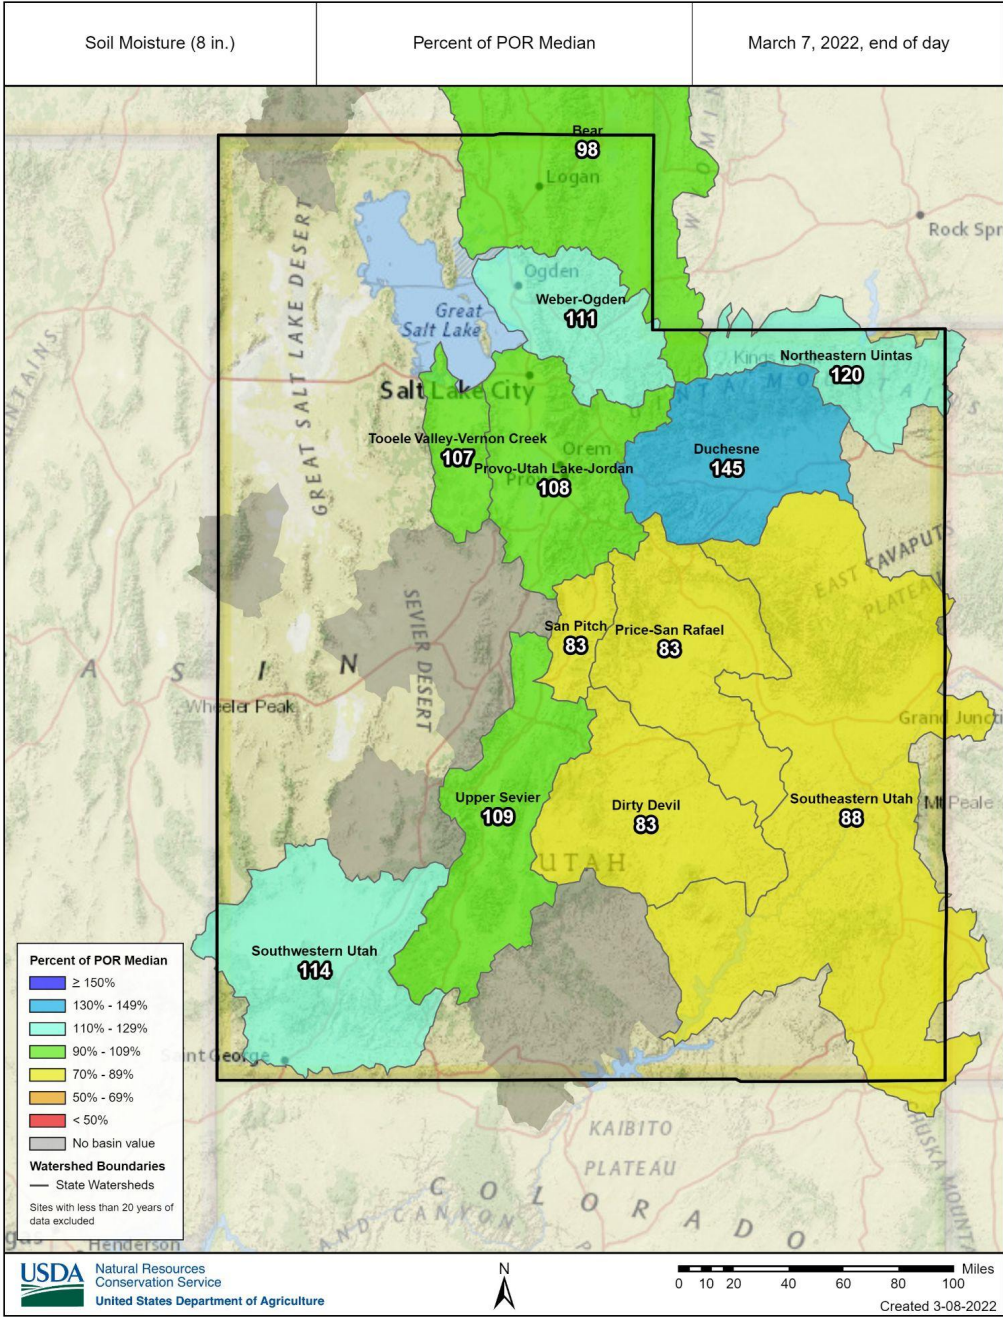 Soil Moisture (8 in.)
Percent of POR Median
March 7, 2022, end of day
Bear
98
Logan
Rock Spr
GREAT SALT LAKE DESERT
Ogden
Weber-Ogden
111
Great
Salt Lake
Kings
Northeastern Uintas
120
Salt Lake City
Tooele Valley-Vernon Creek
107
Orem
Provo-Utah Lake-Jordan
108
Duchesne
145
EAST TAVAPUTS
PLATEAU
SEVIER DESERT
San Pitch
83
Price-San Rafael
83
A S I N
Wheeler Peak
Grand Juncti
Upper Sevier
109
Dirty Devil
83
Southeastern Utah
88
Mt Peale
UTAH
Southwestern Utah
114
Saint George
Percent of POR Median
≥ 150%
130% - 149%
110% - 129%
90% - 109%
70% - 89%
50% - 69%
< 50%
No basin value
Watershed Boundaries
State Watersheds
Sites with less than 20 years of
data excluded
KAIBITO
PLATEAU
COLORADO
AND CANYON
HUSKA MOUNTA
gas
Henderson
USDA
Natural Resources
Conservation Service
United States Department of Agriculture
N
Miles
0 10 20 40 60 80 100
Created 3-08-2022